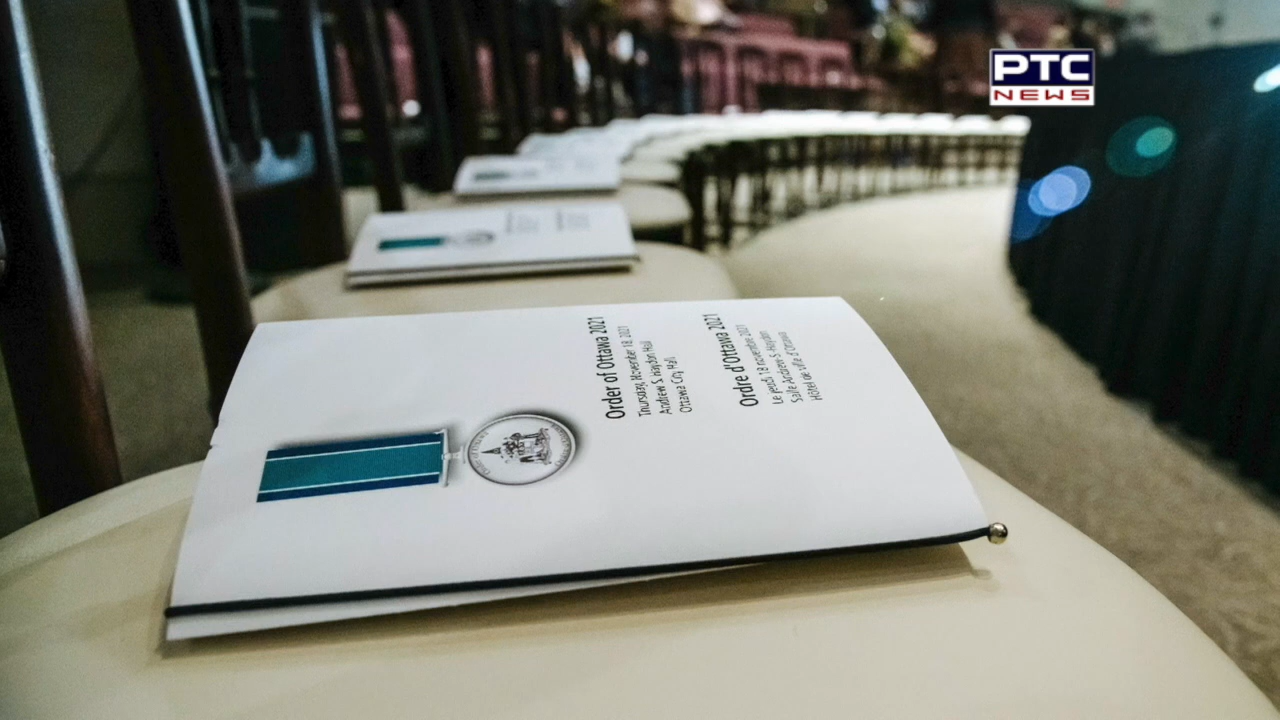 PTC
NEWS
Order of Ottawa 2021
Thursday, November 18, 2021
Andrew S. Haydon Hall
Ottawa City Hall
Ordre d'Ottawa 2021
Le jeudi 18 novembre 2021
Salle Andrew-S.-Haydon
Hôtel de ville d'Ottawa